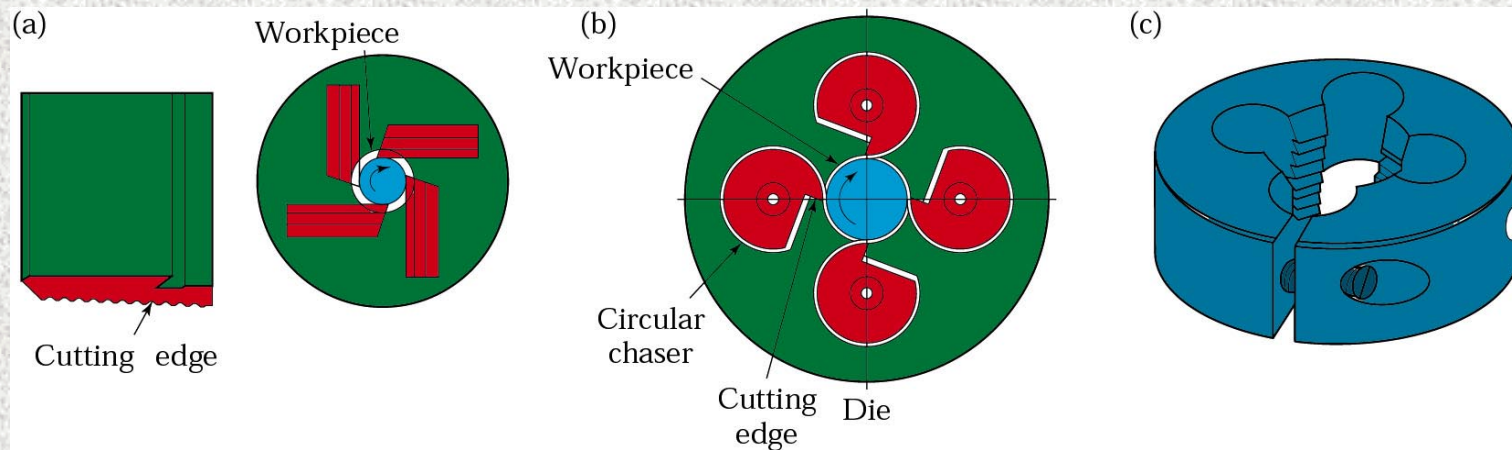 (a)
Workpiece
Cutting edge
(b)
Workpiece
Circular
chaser
Cutting
edge
Die
(c)